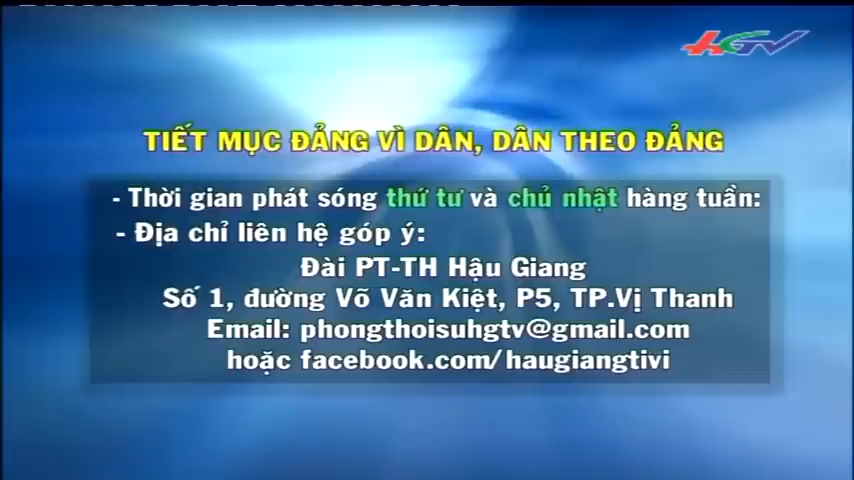 HGTV
TIẾT MỤC ĐẢNG VÌ DÂN, DÂN THEO ĐẢNG
- Thời gian phát sóng thứ tư và chủ nhật hàng tuần:
- Địa chỉ liên hệ góp ý:
Đài PT-TH Hậu Giang
Số 1, đường Võ Văn Kiệt, P5, TP.Vị Thanh
Email: phongthoisuhgtv@gmail.com
hoặc facebook.com/haugiangtivi